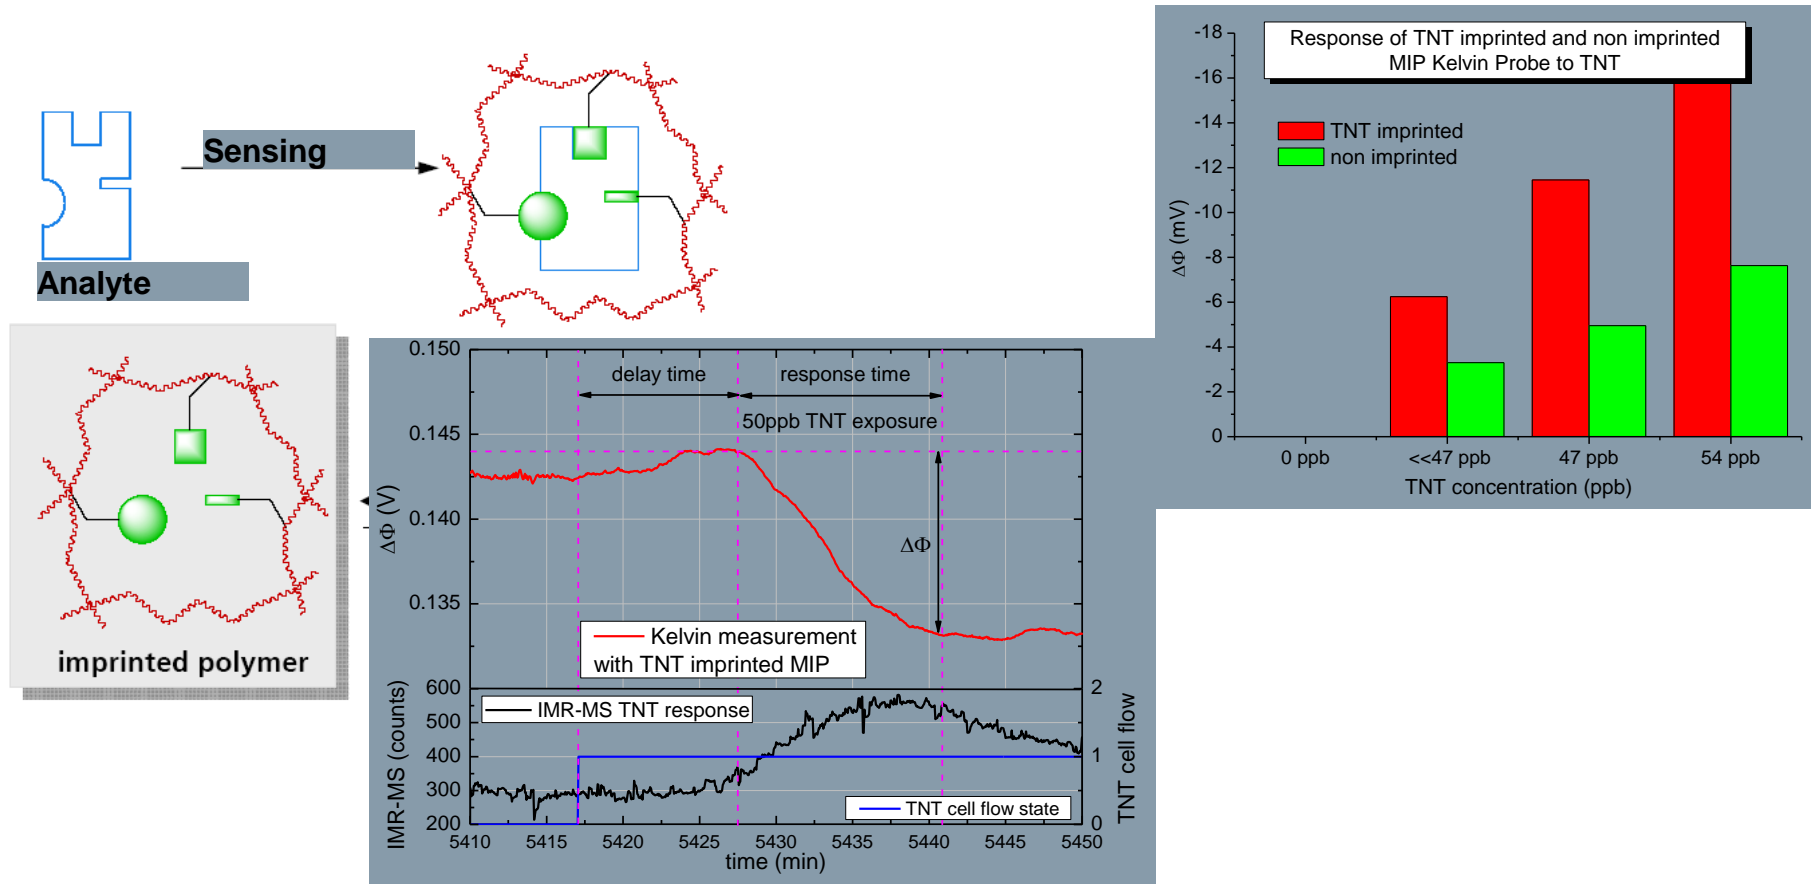 Sensing
Analyte
imprinted polymer
Response of TNT imprinted and non imprinted
MIP Kelvin Probe to TNT
TNT imprinted
non imprinted
-18
-16
-14
-12
-10
-8
-6
-4
-2
0
ΔΦ (mV)
0 ppb
<<47 ppb
47 ppb
54 ppb
TNT concentration (ppb)
0.150
0.145
0.140
0.135
ΔΦ (V)
delay time
response time
50ppb TNT exposure
ΔΦ
Kelvin measurement
with TNT imprinted MIP
600
500
400
300
200
IMR-MS (counts)
IMR-MS TNT response
TNT cell flow state
2
1
0
TNT cell flow
5410
5415
5420
5425
5430
5435
5440
5445
5450
time (min)